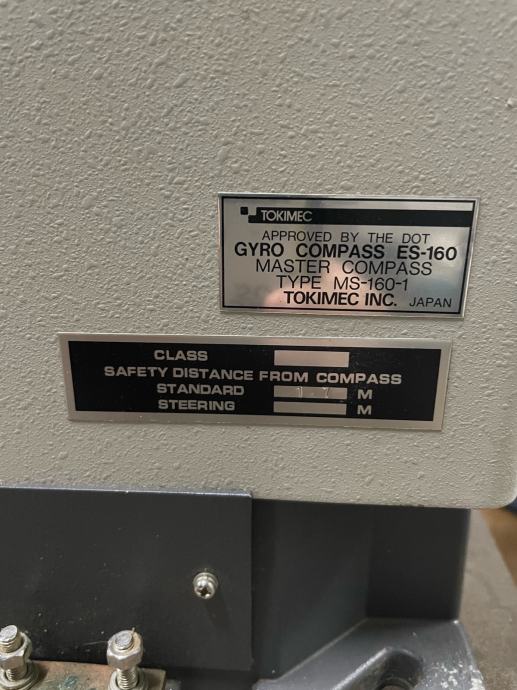 TOKIMEC
APPROVED BY THE DOT
GYRO COMPASS ES-160
MASTER COMPASS
TYPE MS-160-1
TOKIMEC INC. JAPAN
CLASS
SAFETY DISTANCE FROM COMPASS
STANDARD 1.7 M
STEERING M